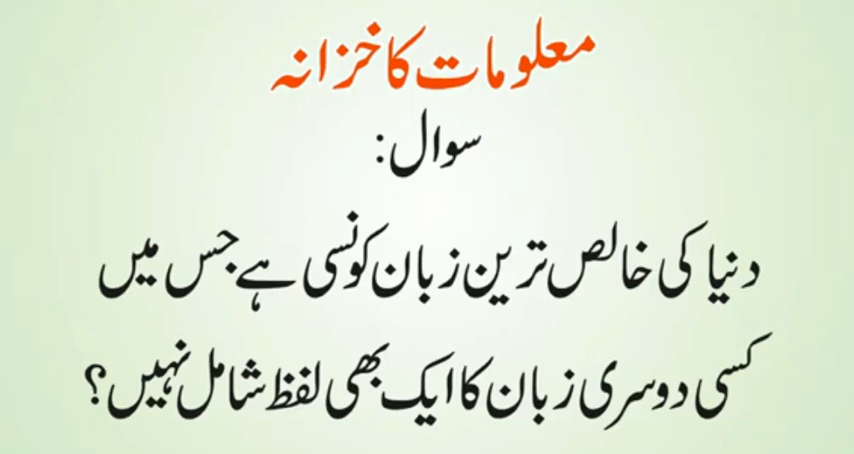 معلومات کا خزانہ
سوال:
دنیا کی خالص ترین زبان کونسی ہے جس میں
کسی دوسری زبان کا ایک بھی لفظ شامل نہیں؟